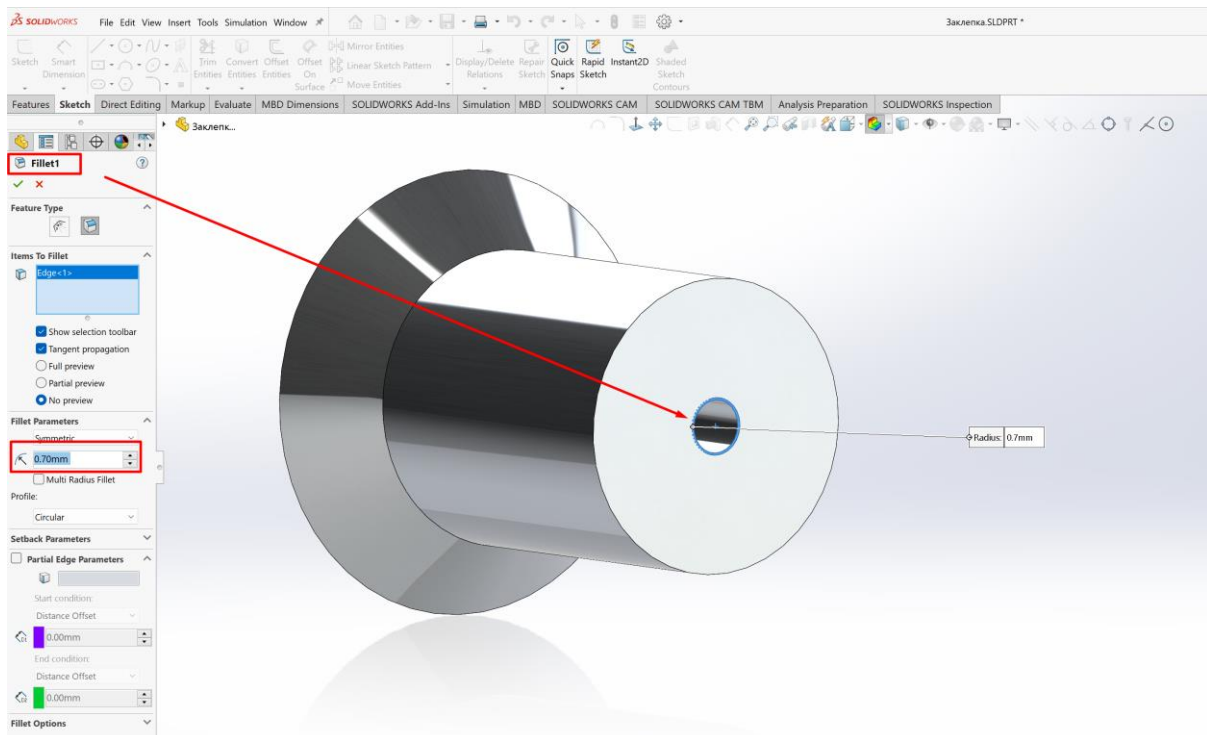 SOLIDWORKS File Edit View Insert Tools Simulation Window Заклепка.SLDPRT *
Sketch Smart Dimension Trim Entities Convert Entities Offset Entities Offset On Surface Mirror Entities Linear Sketch Pattern Move Entities Display/Delete Relations Repair Sketch Quick Snaps Rapid Sketch Instant2D Shaded Sketch Contours
Features Sketch Direct Editing Markup Evaluate MBD Dimensions SOLIDWORKS Add-Ins Simulation MBD SOLIDWORKS CAM SOLIDWORKS CAM TBM Analysis Preparation SOLIDWORKS Inspection
Заклепк...
Fillet1
Feature Type
Items To Fillet
Edge<1>
Show selection toolbar
Tangent propagation
Full preview
Partial preview
No preview
Fillet Parameters
Symmetric
0.70mm
Multi Radius Fillet
Profile:
Circular
Setback Parameters
Partial Edge Parameters
Start condition:
Distance Offset
0.00mm
End condition:
Distance Offset
0.00mm
Fillet Options
Radius: 0.7mm